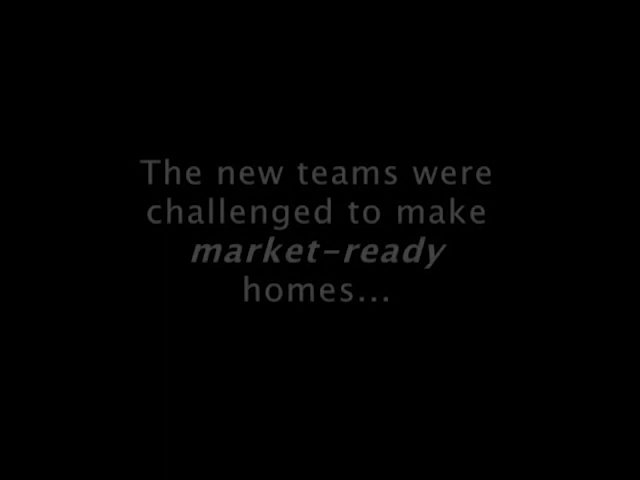 The new teams were
challenged to make
market-ready
homes...